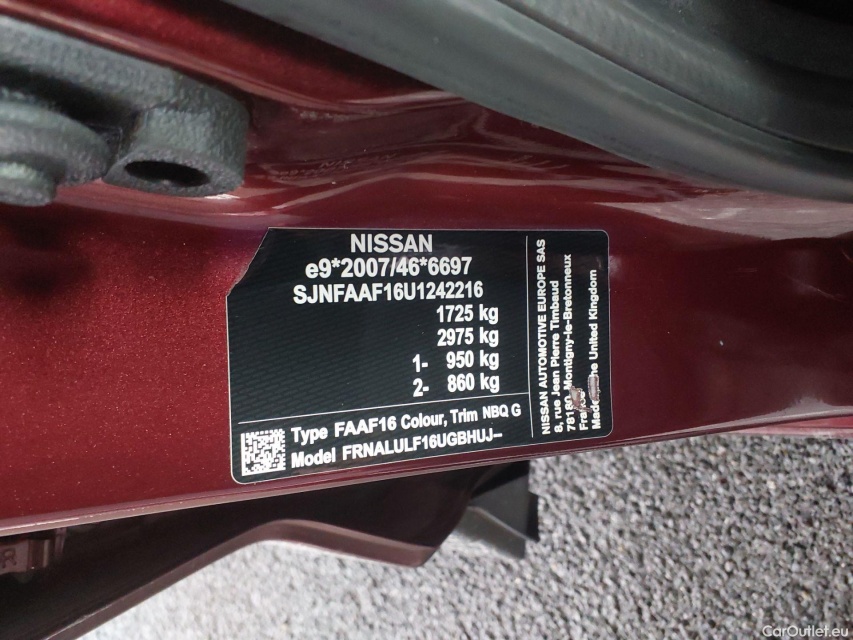 NISSAN
e9*2007/46*6697
SJNFAAF16U1242216
1725 kg
2975 kg
1- 950 kg
2- 860 kg
Type FAAF16 Colour, Trim NBQ G
Model FRNALULF16UGBHUJ--
NISSAN AUTOMOTIVE EUROPE SAS
8, rue Jean Pierre Timbaud
Montigny-le-Bretonneux
United Kingdom
CarOutlet.eu